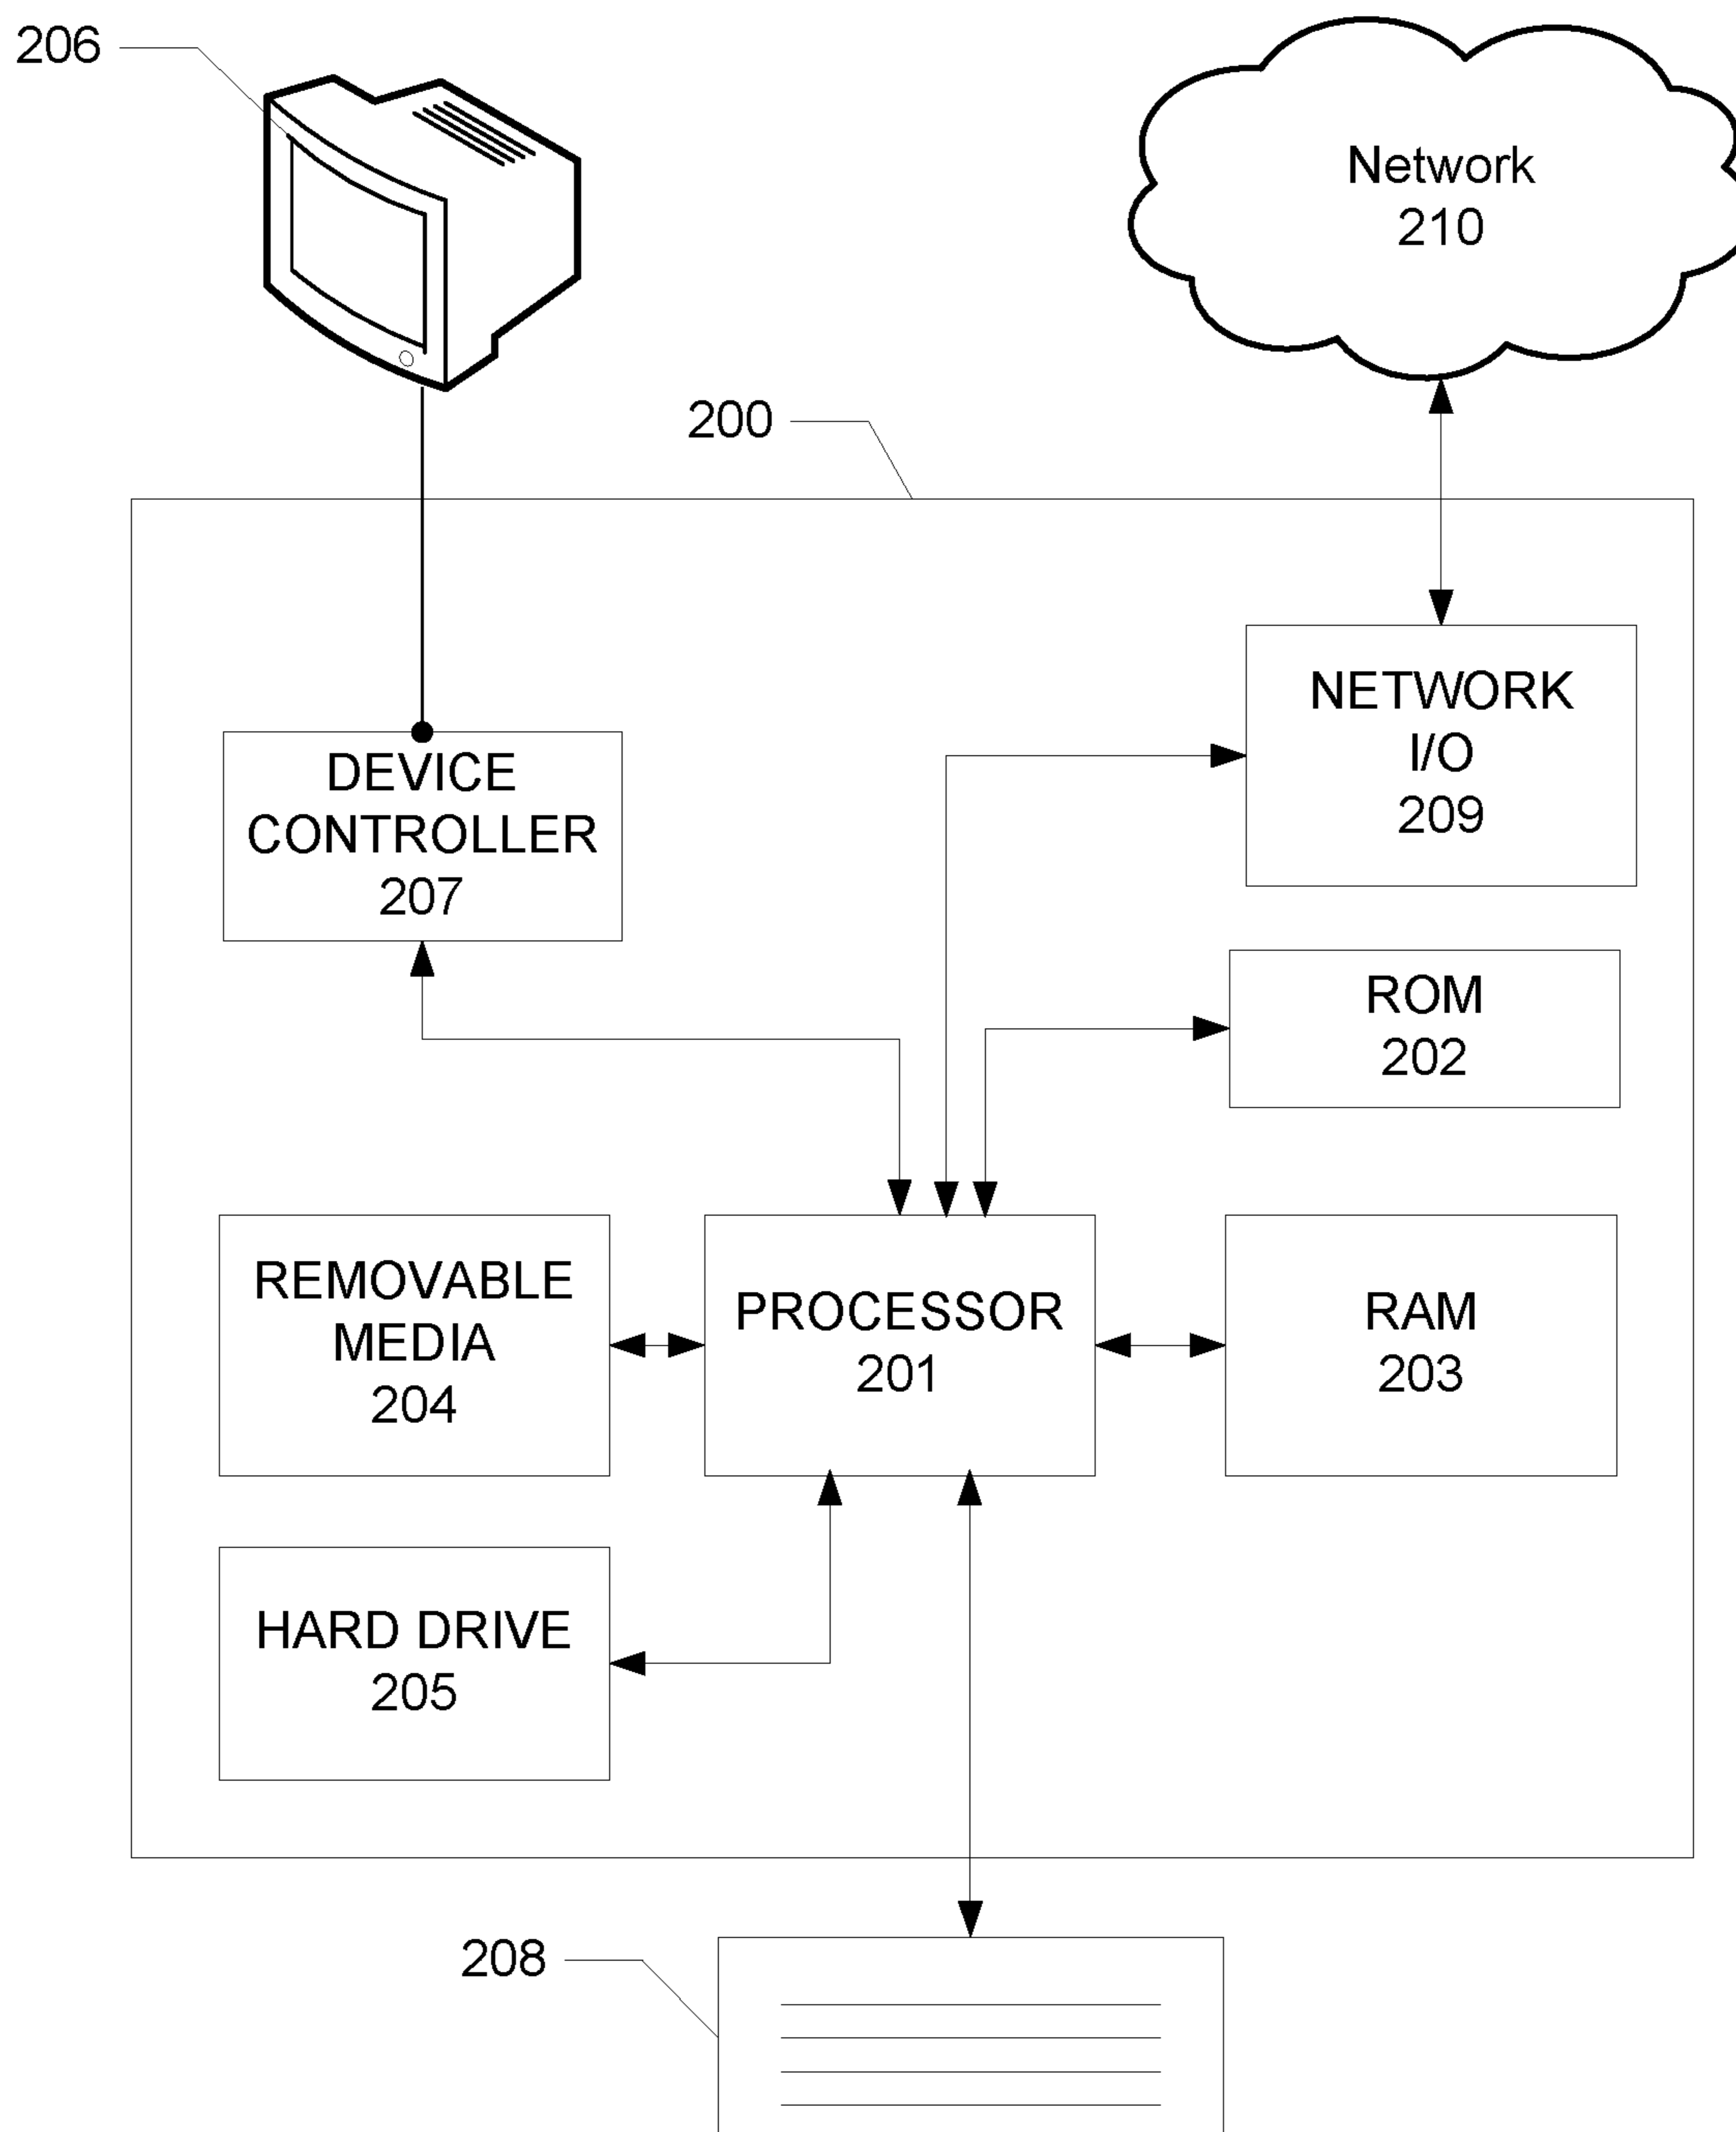 206
Network
210
200
NETWORK
I/O
209
DEVICE
CONTROLLER
207
ROM
202
REMOVABLE
MEDIA
204
PROCESSOR
201
RAM
203
HARD DRIVE
205
208